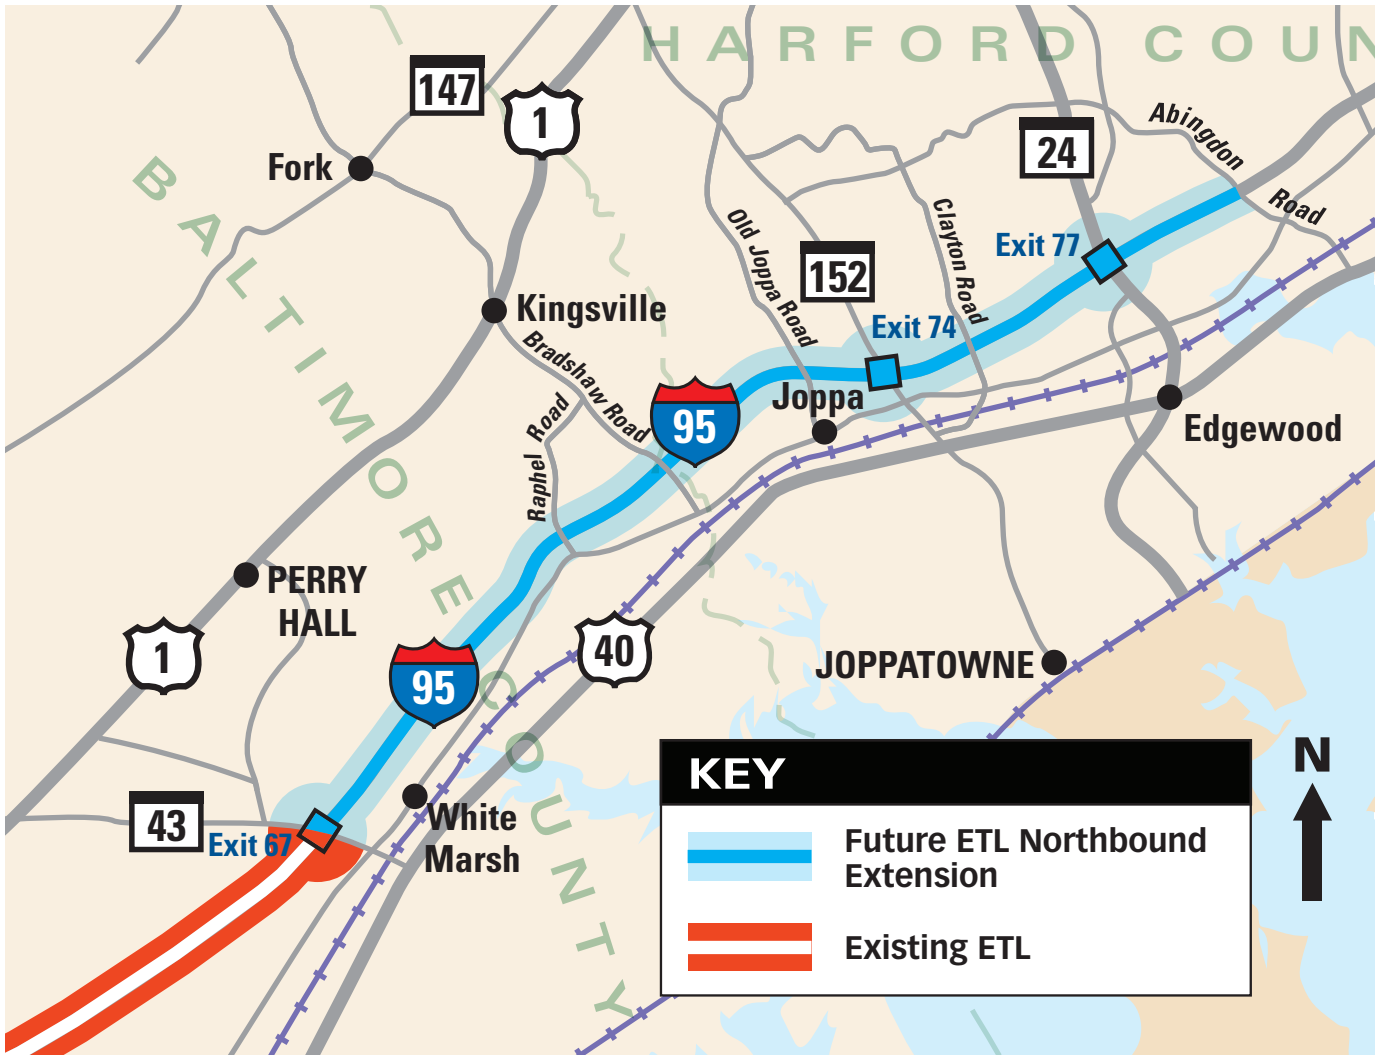 HARFORD COUN
147
1
Fork
24
Abingdon
Road
BALTIMORE COUNTY
Old Joppa Road
152
Clayton Road
Exit 77
Kingsville
Exit 74
Bradshaw Road
Raphel Road
95
Joppa
Edgewood
PERRY
HALL
1
40
JOPPATOWNE
95
43
Exit 67
White
Marsh
N
KEY
Future ETL Northbound
Extension
Existing ETL